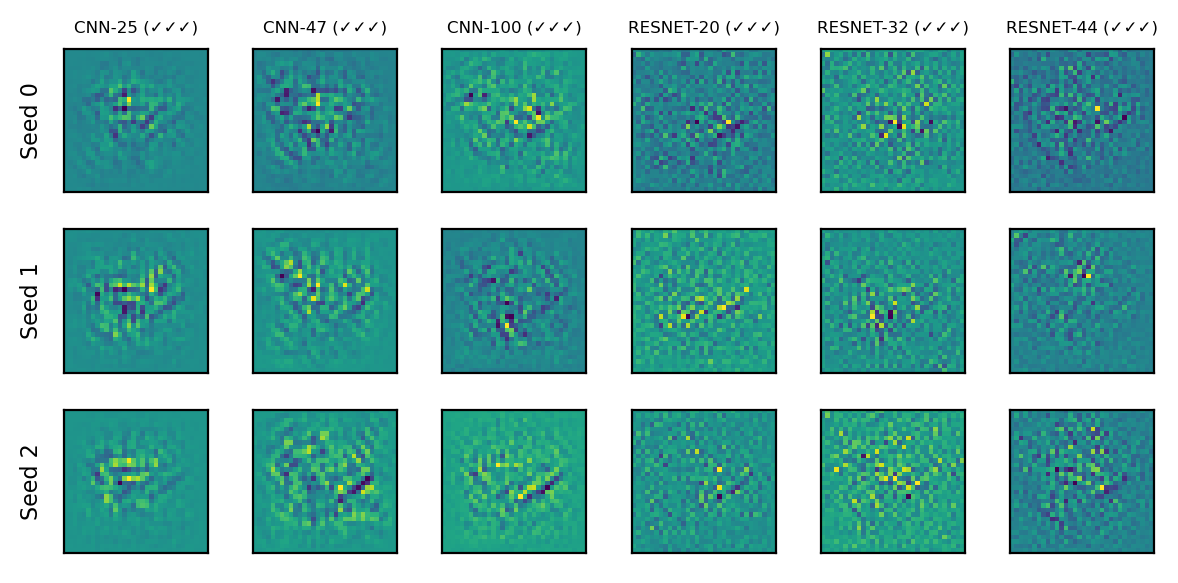 CNN-25 (✓✓✓) CNN-47 (✓✓✓) CNN-100 (✓✓✓) RESNET-20 (✓✓✓) RESNET-32 (✓✓✓) RESNET-44 (✓✓✓)
Seed 0
Seed 1
Seed 2